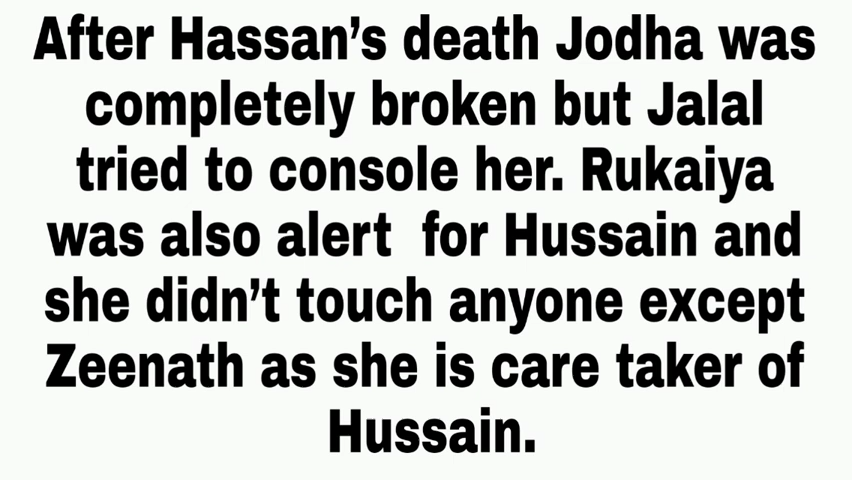 After Hassan’s death Jodha was
completely broken but Jalal
tried to console her. Rukaiya
was also alert  for Hussain and
she didn’t touch anyone except
Zeenath as she is care taker of
Hussain.